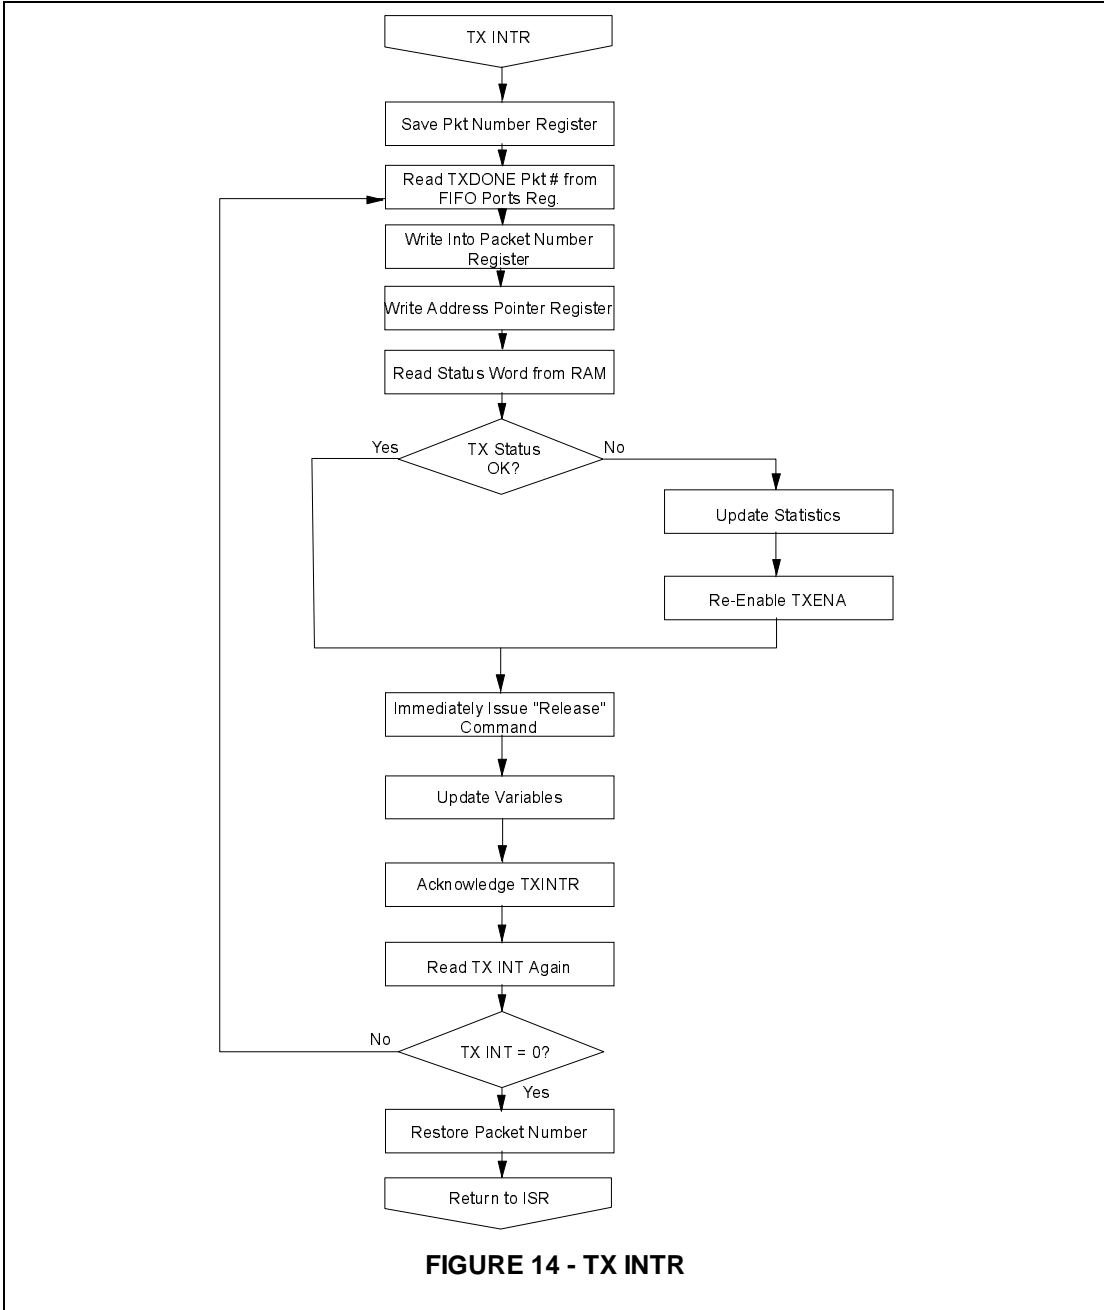 TX INTR
Save Pkt Number Register
Read TXDONE Pkt # from
FIFO Ports Reg.
Write Into Packet Number
Register
Write Address Pointer Register
Read Status Word from RAM
Yes
TX Status
OK?
No
Update Statistics
Re-Enable TXENA
Immediately Issue "Release"
Command
Update Variables
Acknowledge TXINTR
Read TX INT Again
No
TX INT = 0?
Yes
Restore Packet Number
Return to ISR
FIGURE 14 - TX INTR